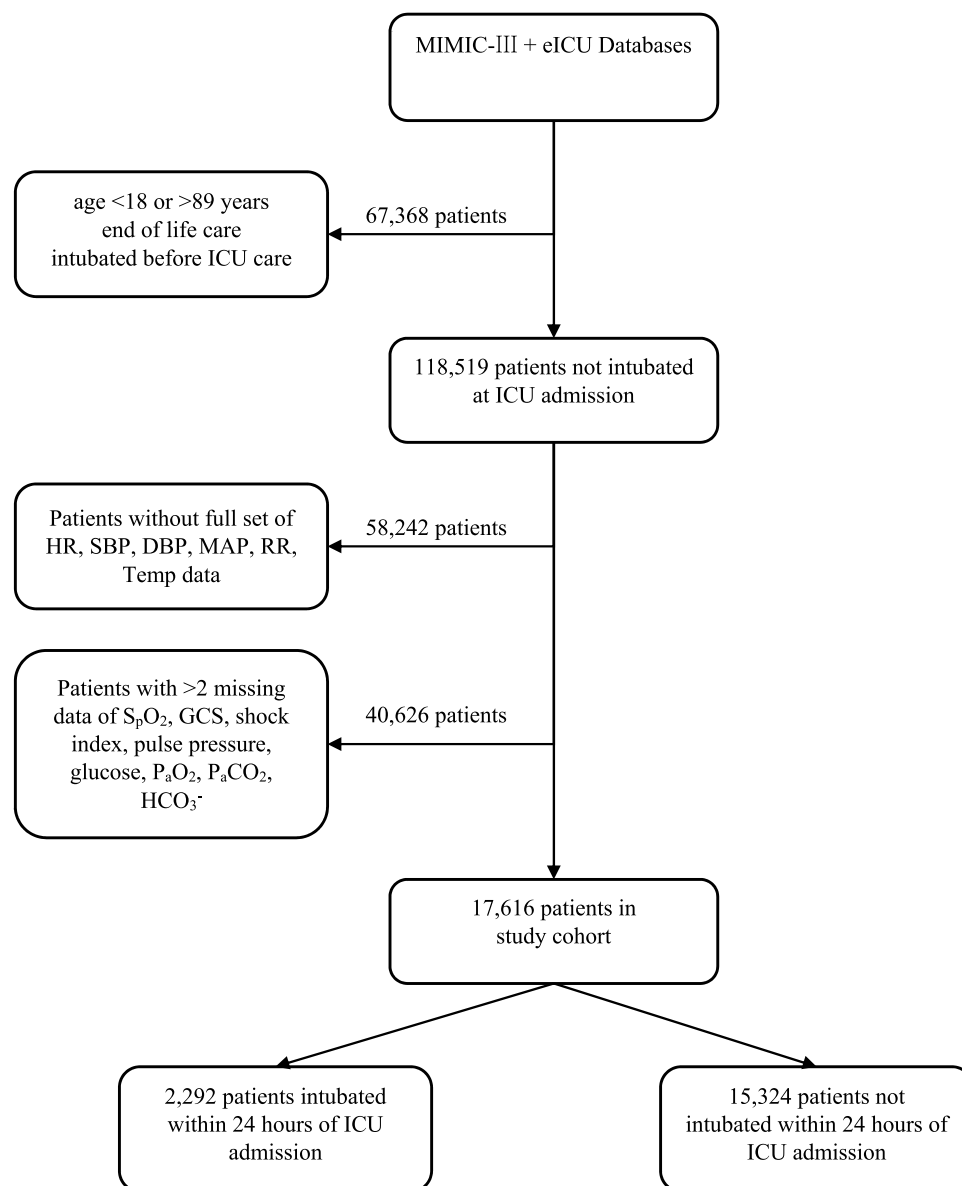 MIMIC-III + eICU Databases
age <18 or >89 years
end of life care
intubated before ICU care
67,368 patients
118,519 patients not intubated
at ICU admission
Patients without full set of
HR, SBP, DBP, MAP, RR,
Temp data
58,242 patients
Patients with >2 missing
data of SpO₂, GCS, shock
index, pulse pressure,
glucose, PaO₂, PaCO₂,
HCO₃⁻
40,626 patients
17,616 patients in
study cohort
2,292 patients intubated
within 24 hours of ICU
admission
15,324 patients not
intubated within 24 hours of
ICU admission